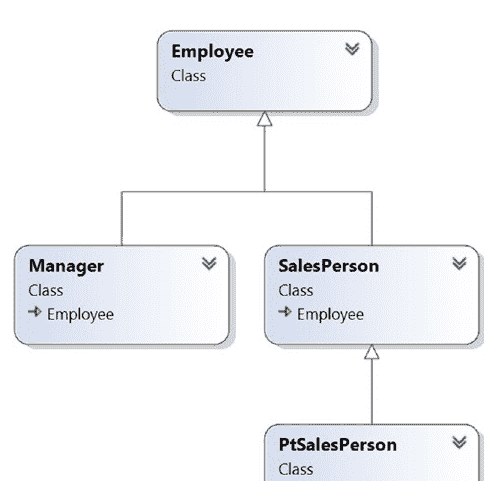 Employee
Class
Manager
Class
Employee
SalesPerson
Class
Employee
PtSalesPerson
Class